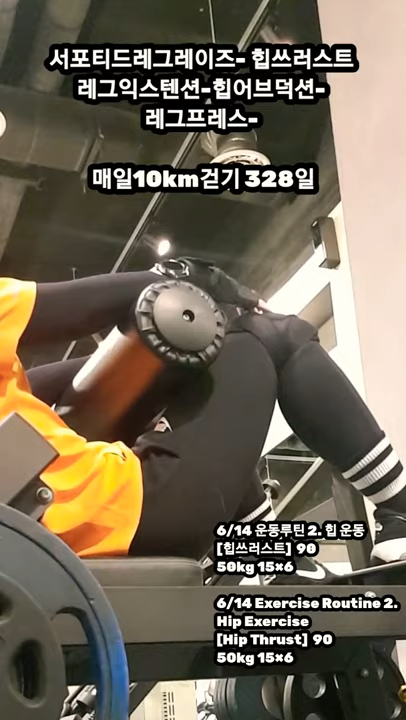 서포티드레그레이즈- 힙쓰러스트
레그익스텐션-힙어브덕션-
레그프레스-
매일10km걷기 328일
6/14 운동루틴 2. 힙 운동
[힙쓰러스트] 90
50kg 15×6
6/14 Exercise Routine 2.
Hip Exercise
[Hip Thrust] 90
50kg 15×6